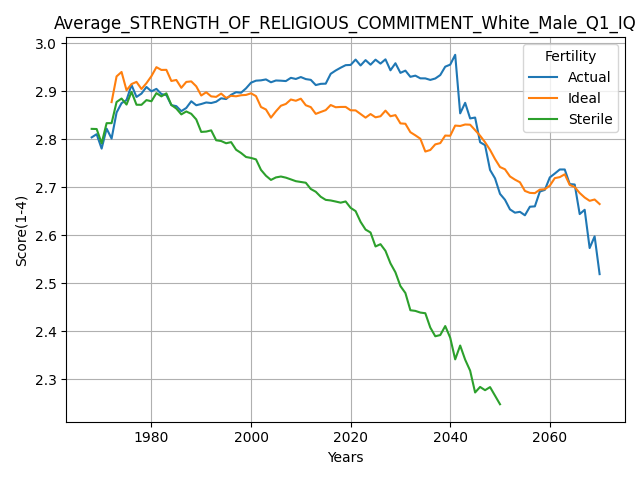 Average_STRENGTH_OF_RELIGIOUS_COMMITMENT_White_Male_Q1_IQ
Fertility
Actual
Ideal
Sterile
Score(1-4)
3.0
2.9
2.8
2.7
2.6
2.5
2.4
2.3
1980 2000 2020 2040 2060
Years